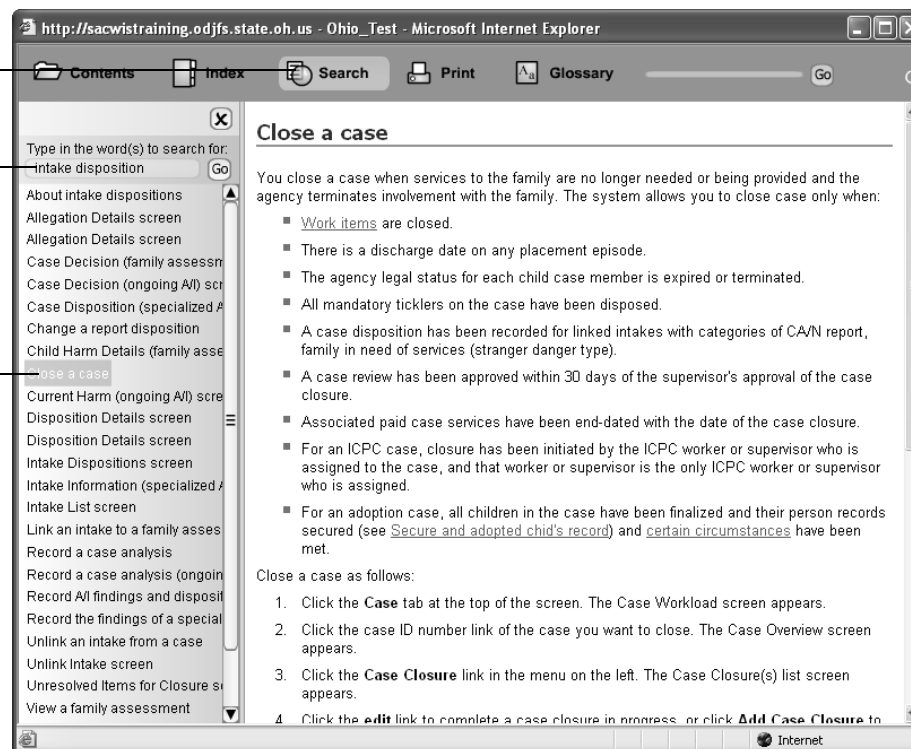 http://sacwistraining.odjfs.state.oh.us - Ohio_Test - Microsoft Internet Explorer
Contents Index Search Print Glossary Go
Type in the word(s) to search for:
intake disposition Go
About intake dispositions
Allegation Details screen
Allegation Details screen
Case Decision (family assessm
Case Decision (ongoing A/I) scr
Case Disposition (specialized A
Change a report disposition
Child Harm Details (family asse
Close a case
Current Harm (ongoing A/I) scre
Disposition Details screen
Disposition Details screen
Intake Dispositions screen
Intake Information (specialized A
Intake List screen
Link an intake to a family asses
Record a case analysis
Record a case analysis (ongoin
Record A/I findings and disposit
Record the findings of a special
Unlink an intake from a case
Unlink Intake screen
Unresolved Items for Closure s
View a family assessment
Close a case
You close a case when services to the family are no longer needed or being provided and the
agency terminates involvement with the family. The system allows you to close case only when:
Work items are closed.
There is a discharge date on any placement episode.
The agency legal status for each child case member is expired or terminated.
All mandatory ticklers on the case have been disposed.
A case disposition has been recorded for linked intakes with categories of CA/N report,
family in need of services (stranger danger type).
A case review has been approved within 30 days of the supervisor's approval of the case
closure.
Associated paid case services have been end-dated with the date of the case closure.
For an ICPC case, closure has been initiated by the ICPC worker or supervisor who is
assigned to the case, and that worker or supervisor is the only ICPC worker or supervisor
who is assigned.
For an adoption case, all children in the case have been finalized and their person records
secured (see Secure and adopted chid's record) and certain circumstances have been
met.
Close a case as follows:
1. Click the Case tab at the top of the screen. The Case Workload screen appears.
2. Click the case ID number link of the case you want to close. The Case Overview screen
appears.
3. Click the Case Closure link in the menu on the left. The Case Closure(s) list screen
appears.
4. Click the edit link to complete a case closure in progress, or click Add Case Closure to
Internet